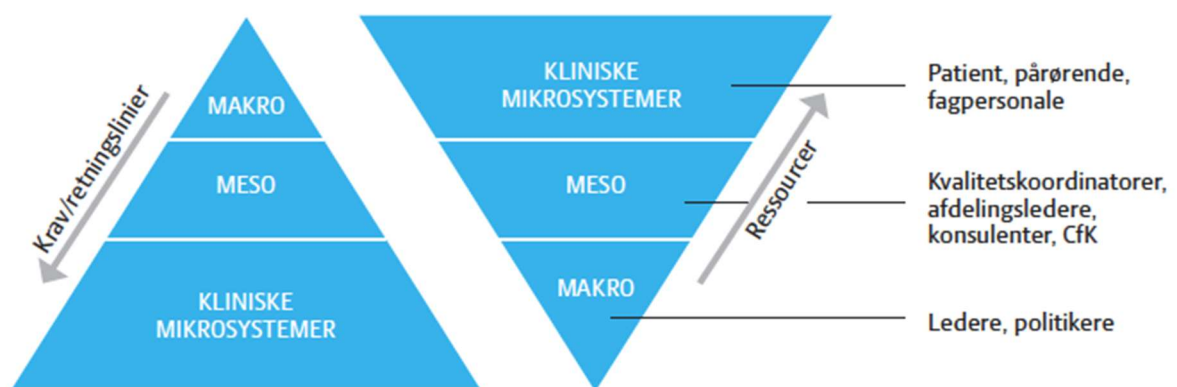 Krav/retningslinier
MAKRO
MESO
KLINISKE
MIKROSYSTEMER
KLINISKE
MIKROSYSTEMER
MESO
MAKRO
Ressourcer
Patient, pårørende,
fagpersonale
Kvalitetskoordinatorer,
afdelingsledere,
konsulenter, CfK
Ledere, politikere